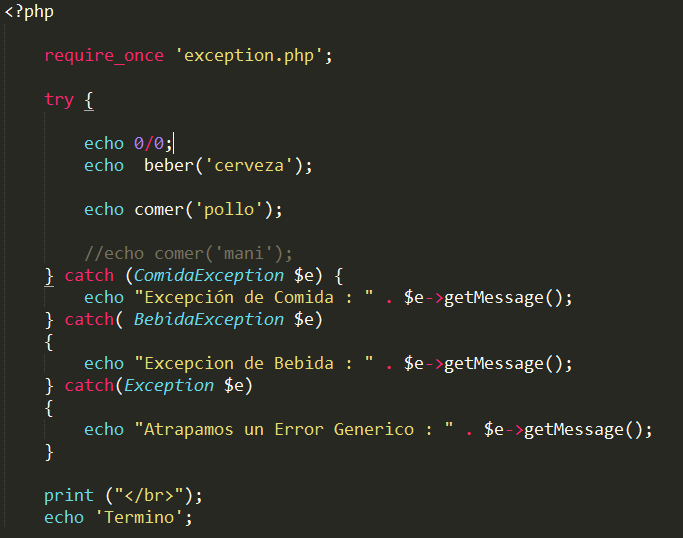 <?php
require_once 'exception.php';
try {
echo 0/0;
echo  beber('cerveza');
echo comer('pollo');
//echo comer('mani');
} catch (ComidaException $e) {
echo "Excepción de Comida : " . $e->getMessage();
} catch( BebidaException $e)
{
echo "Excepcion de Bebida : " . $e->getMessage();
} catch(Exception $e)
{
echo "Atrapamos un Error Generico : " . $e->getMessage();
}
print ("</br>");
echo 'Termino';